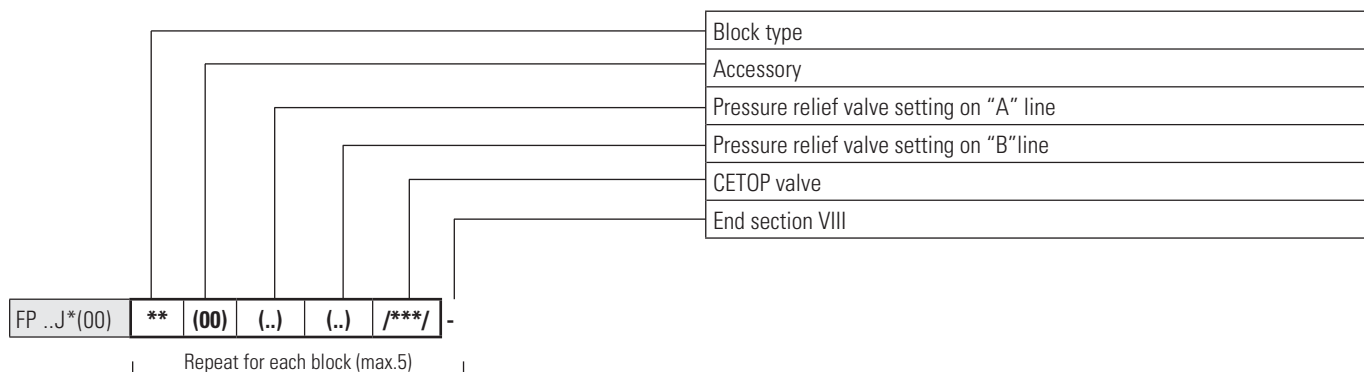 Block type
Accessory
Pressure relief valve setting on “A” line
Pressure relief valve setting on “B”line
CETOP valve
End section VIII
FP ..J*(00) ** (00) (..) (..) /***/ -
Repeat for each block (max.5)